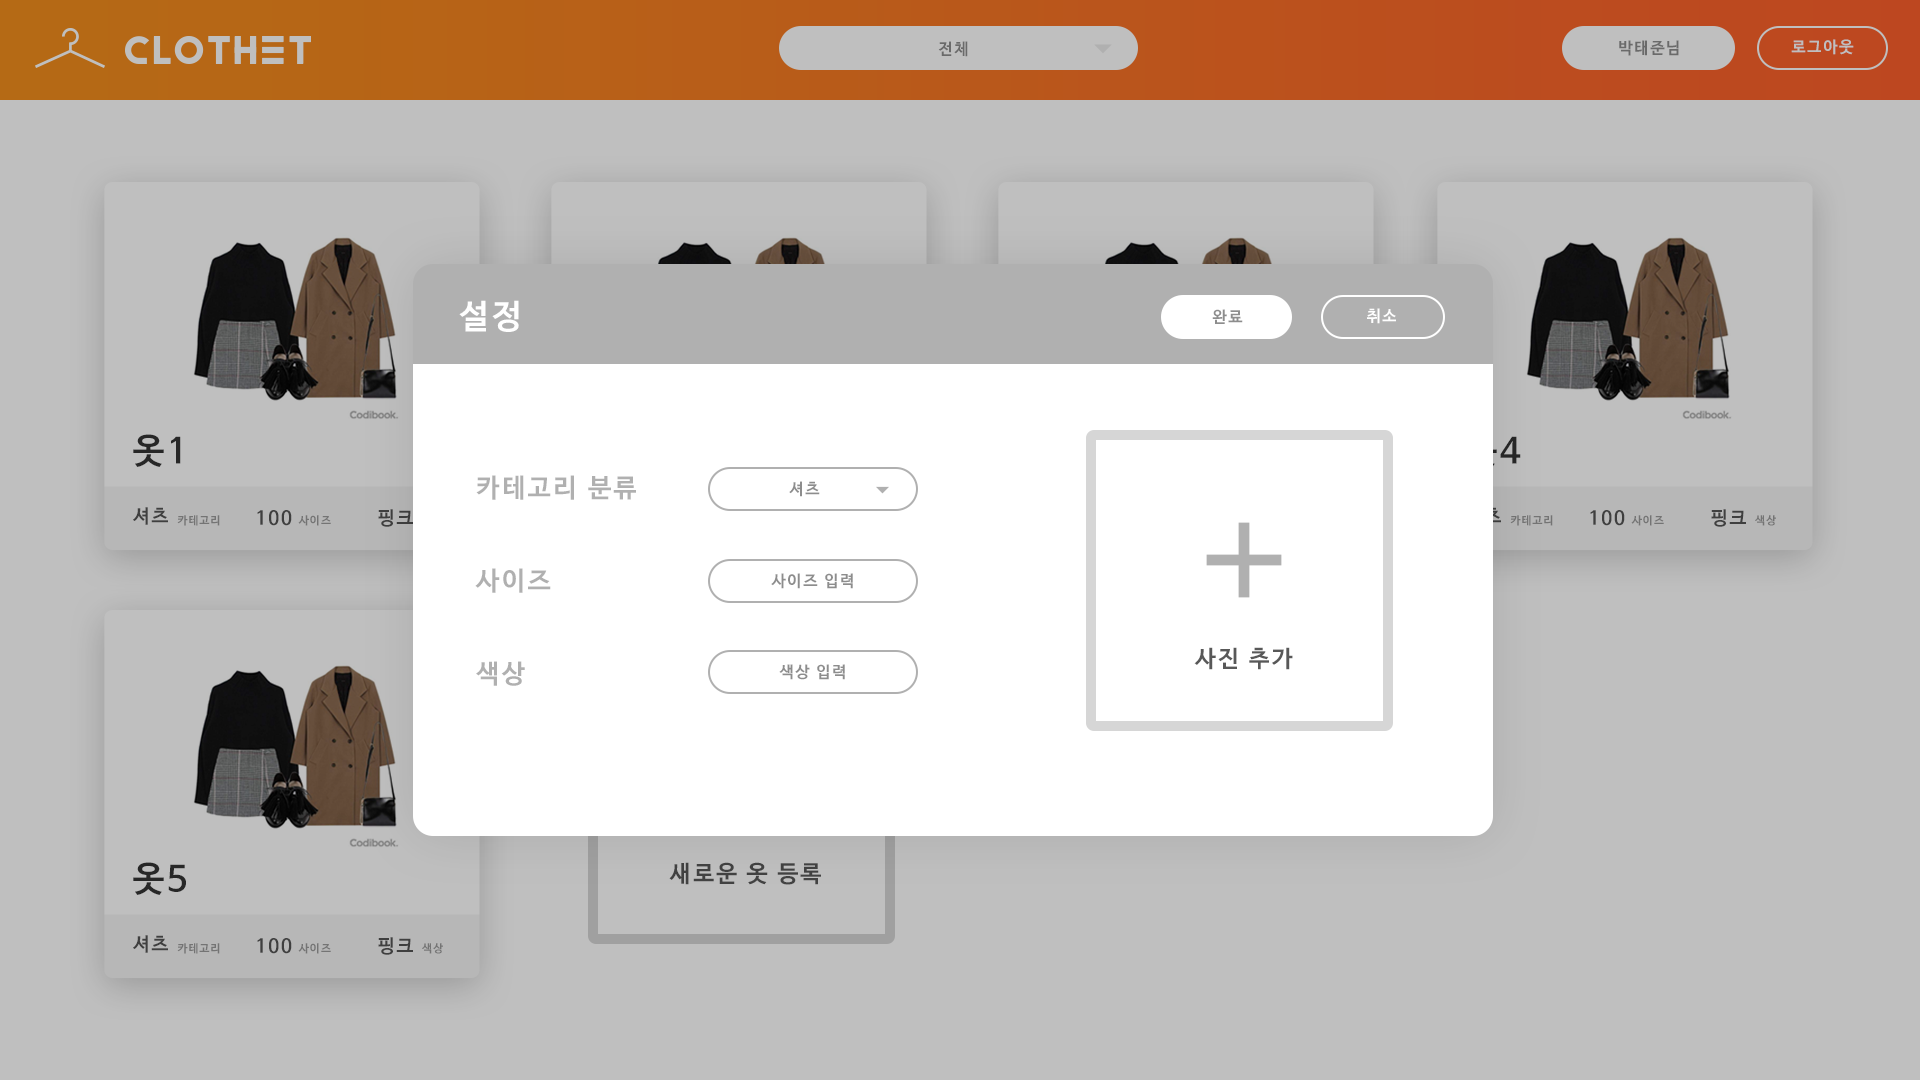 CLOTHET
전체
박태준님
로그아웃
설정
완료
취소
카테고리 분류
셔츠
사이즈
사이즈 입력
색상
색상 입력
사진 추가
Codibook.
옷1
셔츠 카테고리 100 사이즈 핑크
Codibook.
4
카테고리 100 사이즈 핑크 색상
Codibook.
옷5
셔츠 카테고리 100 사이즈 핑크 색상
새로운 옷 등록